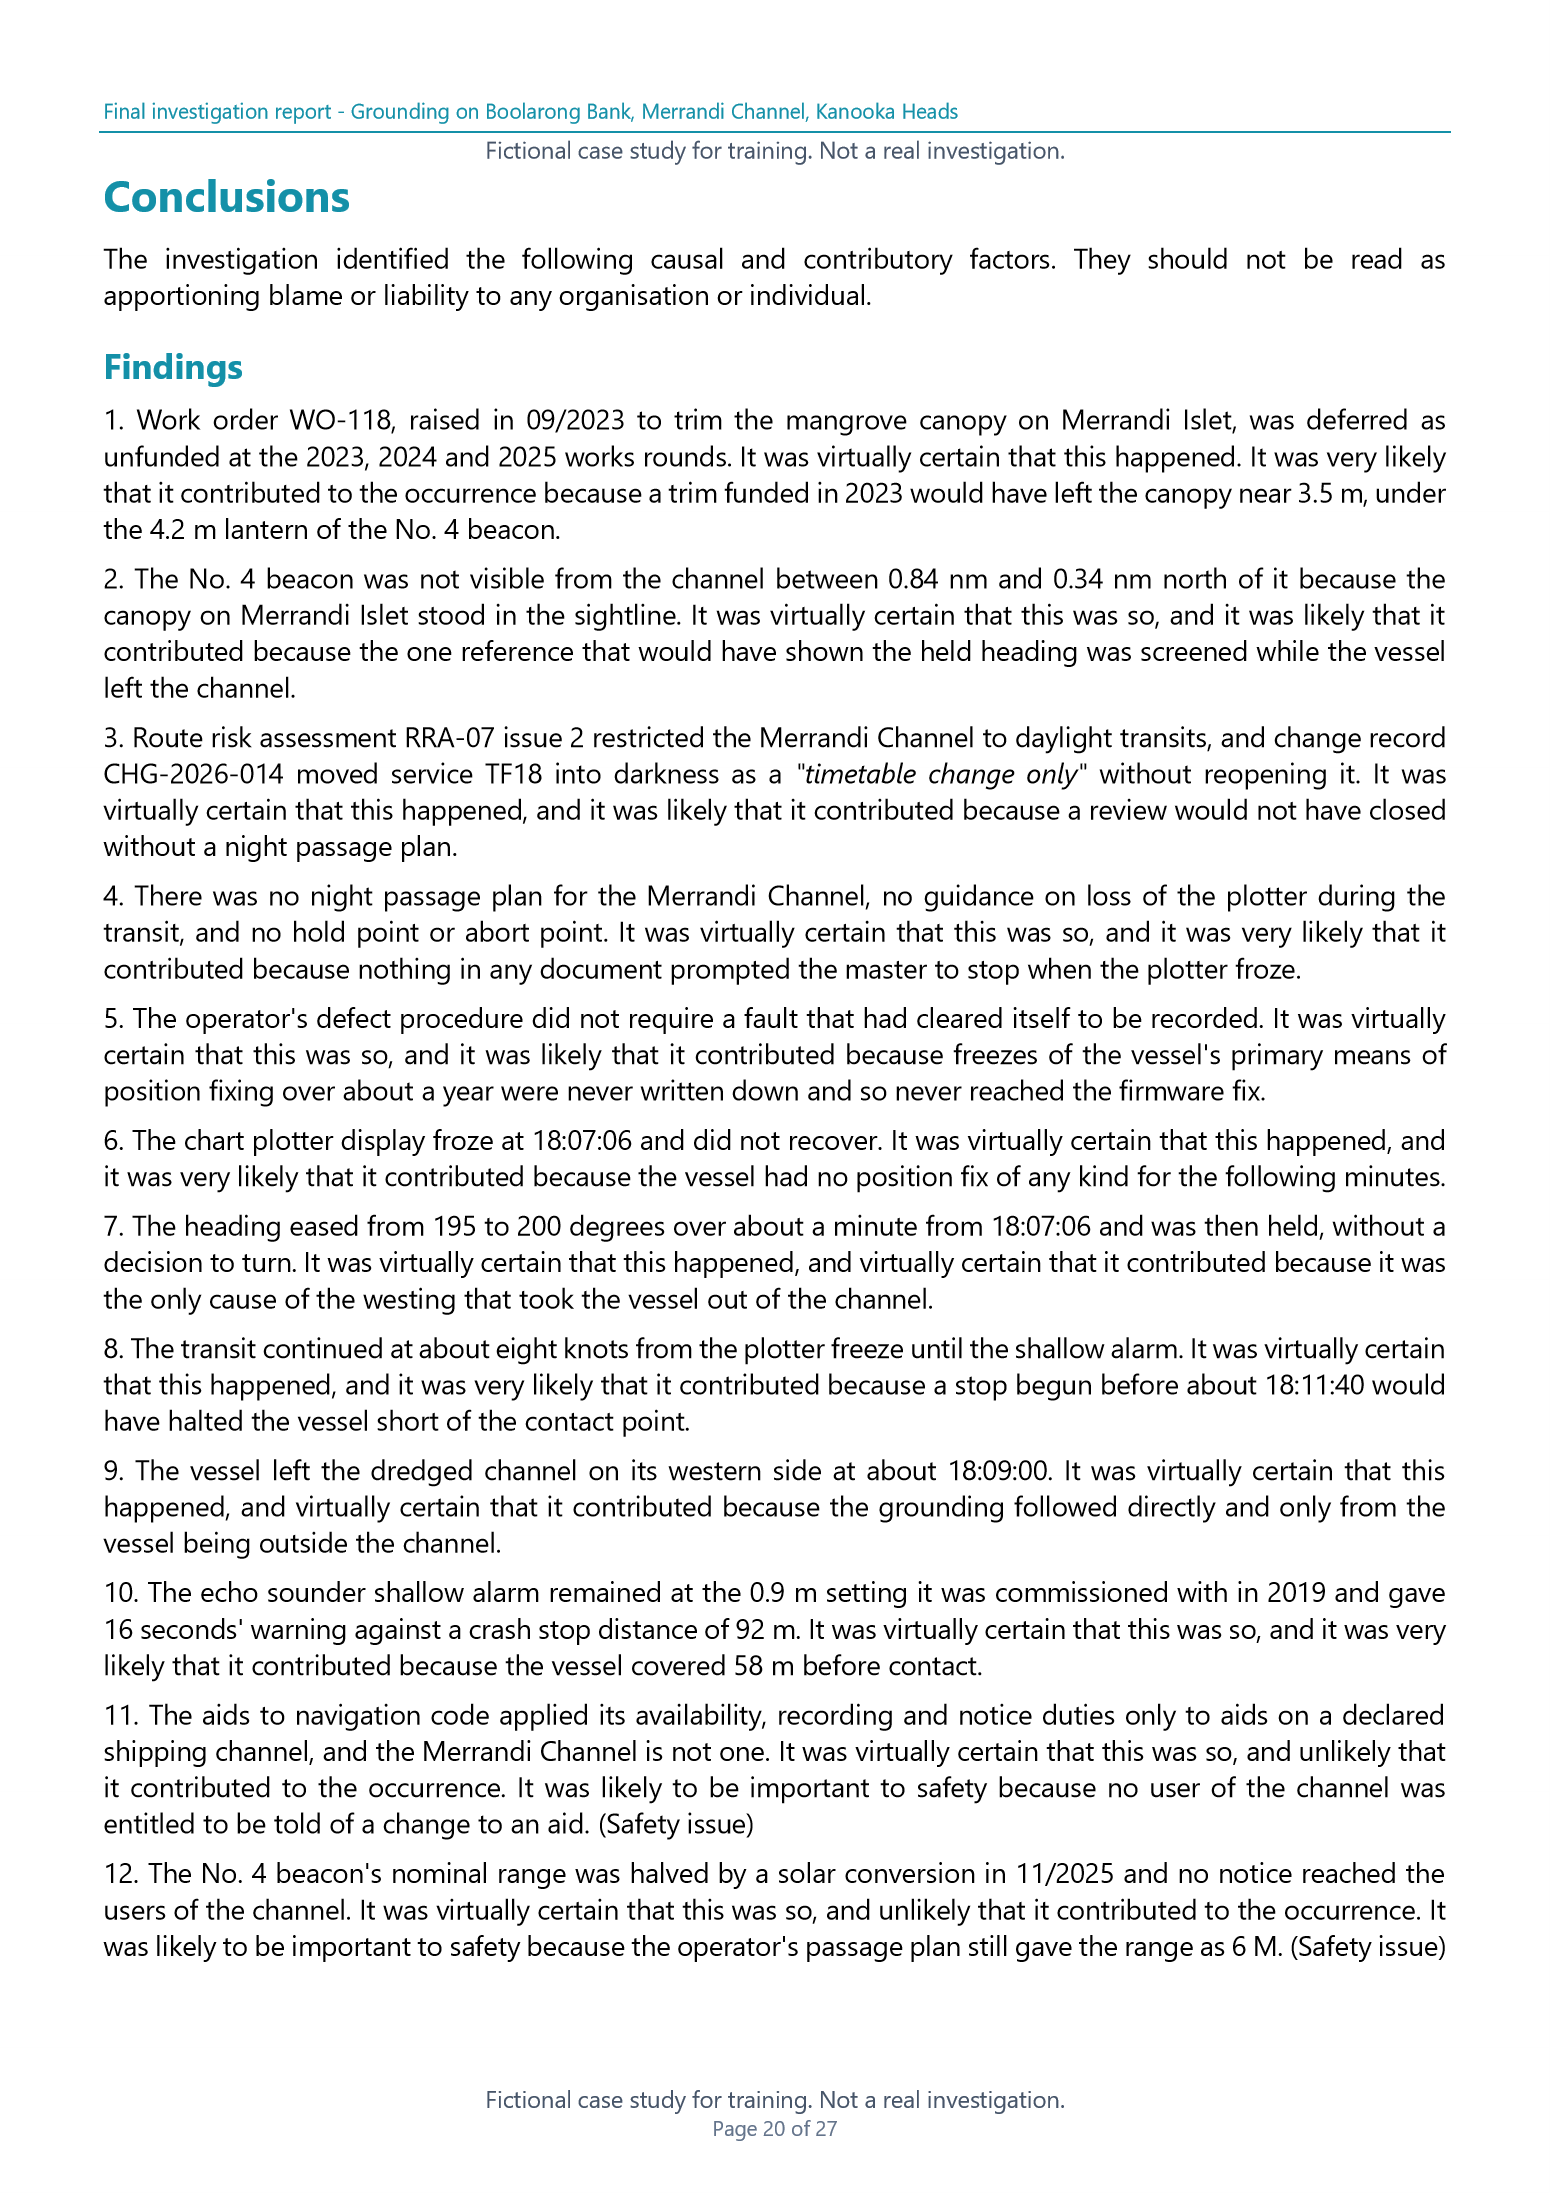 Final investigation report - Grounding on Boolarong Bank, Merrandi Channel, Kanooka Heads
Fictional case study for training. Not a real investigation.
Conclusions
The investigation identified the following causal and contributory factors. They should not be read as
apportioning blame or liability to any organisation or individual.
Findings
1. Work order WO-118, raised in 09/2023 to trim the mangrove canopy on Merrandi Islet, was deferred as
unfunded at the 2023, 2024 and 2025 works rounds. It was virtually certain that this happened. It was very likely
that it contributed to the occurrence because a trim funded in 2023 would have left the canopy near 3.5 m, under
the 4.2 m lantern of the No. 4 beacon.
2. The No. 4 beacon was not visible from the channel between 0.84 nm and 0.34 nm north of it because the
canopy on Merrandi Islet stood in the sightline. It was virtually certain that this was so, and it was likely that it
contributed because the one reference that would have shown the held heading was screened while the vessel
left the channel.
3. Route risk assessment RRA-07 issue 2 restricted the Merrandi Channel to daylight transits, and change record
CHG-2026-014 moved service TF18 into darkness as a "timetable change only" without reopening it. It was
virtually certain that this happened, and it was likely that it contributed because a review would not have closed
without a night passage plan.
4. There was no night passage plan for the Merrandi Channel, no guidance on loss of the plotter during the
transit, and no hold point or abort point. It was virtually certain that this was so, and it was very likely that it
contributed because nothing in any document prompted the master to stop when the plotter froze.
5. The operator's defect procedure did not require a fault that had cleared itself to be recorded. It was virtually
certain that this was so, and it was likely that it contributed because freezes of the vessel's primary means of
position fixing over about a year were never written down and so never reached the firmware fix.
6. The chart plotter display froze at 18:07:06 and did not recover. It was virtually certain that this happened, and
it was very likely that it contributed because the vessel had no position fix of any kind for the following minutes.
7. The heading eased from 195 to 200 degrees over about a minute from 18:07:06 and was then held, without a
decision to turn. It was virtually certain that this happened, and virtually certain that it contributed because it was
the only cause of the westing that took the vessel out of the channel.
8. The transit continued at about eight knots from the plotter freeze until the shallow alarm. It was virtually certain
that this happened, and it was very likely that it contributed because a stop begun before about 18:11:40 would
have halted the vessel short of the contact point.
9. The vessel left the dredged channel on its western side at about 18:09:00. It was virtually certain that this
happened, and virtually certain that it contributed because the grounding followed directly and only from the
vessel being outside the channel.
10. The echo sounder shallow alarm remained at the 0.9 m setting it was commissioned with in 2019 and gave
16 seconds' warning against a crash stop distance of 92 m. It was virtually certain that this was so, and it was very
likely that it contributed because the vessel covered 58 m before contact.
11. The aids to navigation code applied its availability, recording and notice duties only to aids on a declared
shipping channel, and the Merrandi Channel is not one. It was virtually certain that this was so, and unlikely that
it contributed to the occurrence. It was likely to be important to safety because no user of the channel was
entitled to be told of a change to an aid. (Safety issue)
12. The No. 4 beacon's nominal range was halved by a solar conversion in 11/2025 and no notice reached the
users of the channel. It was virtually certain that this was so, and unlikely that it contributed to the occurrence. It
was likely to be important to safety because the operator's passage plan still gave the range as 6 M. (Safety issue)
Fictional case study for training. Not a real investigation.
Page 20 of 27